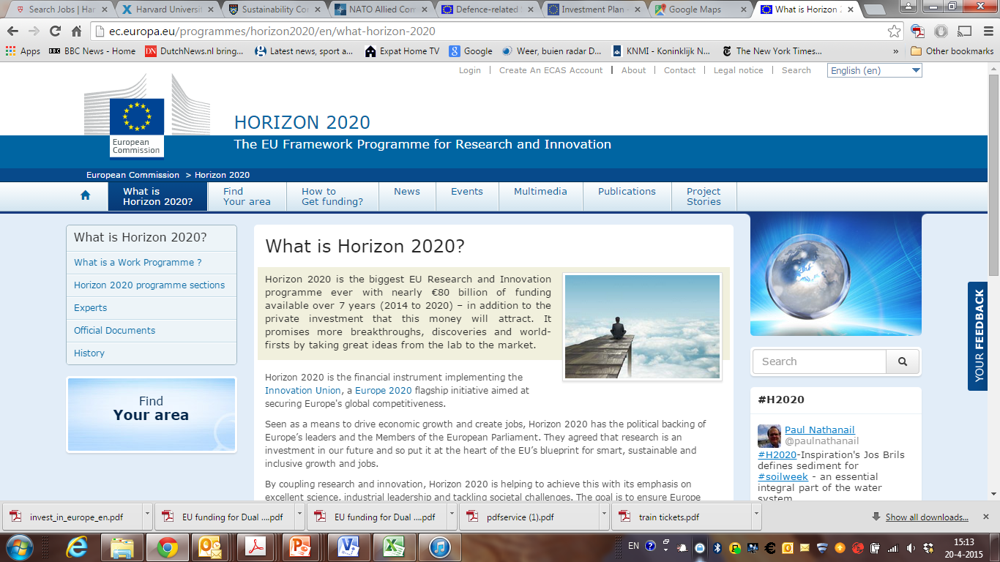 Search Jobs | Har
Harvard Universit
Sustainability Co
NATO Allied Com
Defence-related
Investment Plan
Google Maps
What is Horizon
ec.europa.eu/programmes/horizon2020/en/what-horizon-2020
Apps
BBC News - Home
DutchNews.nl bring...
Latest news, sport a...
Expat Home TV
Google
Weer, buien radar D...
KNMI - Koninklijk N...
The New York Times...
»
Other bookmarks
Login | Create An ECAS Account | About | Contact | Legal notice | Search
English (en)
European
Commission
HORIZON 2020
The EU Framework Programme for Research and Innovation
European Commission > Horizon 2020
What is
Horizon 2020?
Find
Your area
How to
Get funding?
News
Events
Multimedia
Publications
Project
Stories
What is Horizon 2020?
What is a Work Programme ?
Horizon 2020 programme sections
Experts
Official Documents
History
Find
Your area
What is Horizon 2020?
Horizon 2020 is the biggest EU Research and Innovation
programme ever with nearly €80 billion of funding
available over 7 years (2014 to 2020) – in addition to the
private investment that this money will attract. It
promises more breakthroughs, discoveries and world-
firsts by taking great ideas from the lab to the market.
Horizon 2020 is the financial instrument implementing the
Innovation Union, a Europe 2020 flagship initiative aimed at
securing Europe's global competitiveness.
Seen as a means to drive economic growth and create jobs, Horizon 2020 has the political backing of
Europe’s leaders and the Members of the European Parliament. They agreed that research is an
investment in our future and so put it at the heart of the EU’s blueprint for smart, sustainable and
inclusive growth and jobs.
By coupling research and innovation, Horizon 2020 is helping to achieve this with its emphasis on
excellent science, industrial leadership and tackling societal challenges. The goal is to ensure Europe
Search
#H2020
Paul Nathanail
@paulnathanail
#H2020-Inspiration's Jos Brils
defines sediment for
#soilweek - an essential
integral part of the water
system
YOUR FEEDBACK
invest_in_europe_en.pdf
EU funding for Dual ....pdf
EU funding for Dual ....pdf
pdfservice (1).pdf
train tickets.pdf
Show all downloads...
EN
15:13
20-4-2015